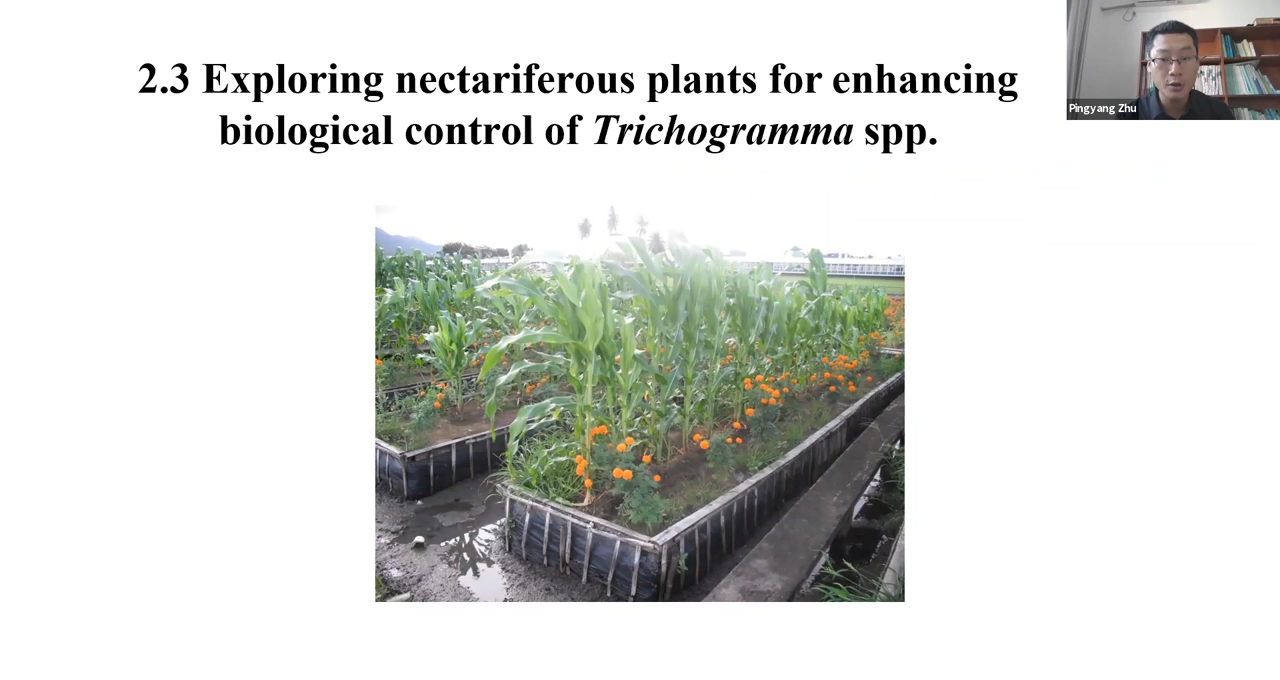 2.3 Exploring nectariferous plants for enhancing
biological control of Trichogramma spp.
Pingyang Zhu